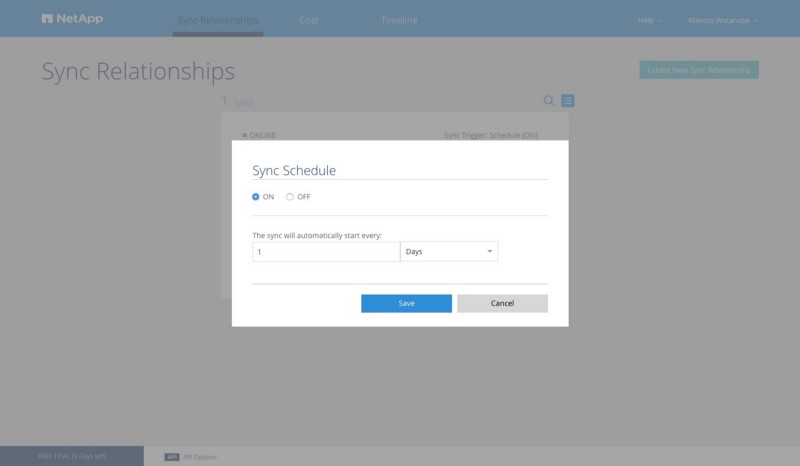 NetApp
Sync Relationships
Cost
Timeline
Help
Makoto Watanabe
Sync Relationships
Create New Sync Relationship
1 Syncs
ONLINE
Sync Trigger: Schedule [ON]
Sync Schedule
ON
OFF
The sync will automatically start every:
1
Days
Save
Cancel
FREE TRIAL [5 Days left]
API
API Options